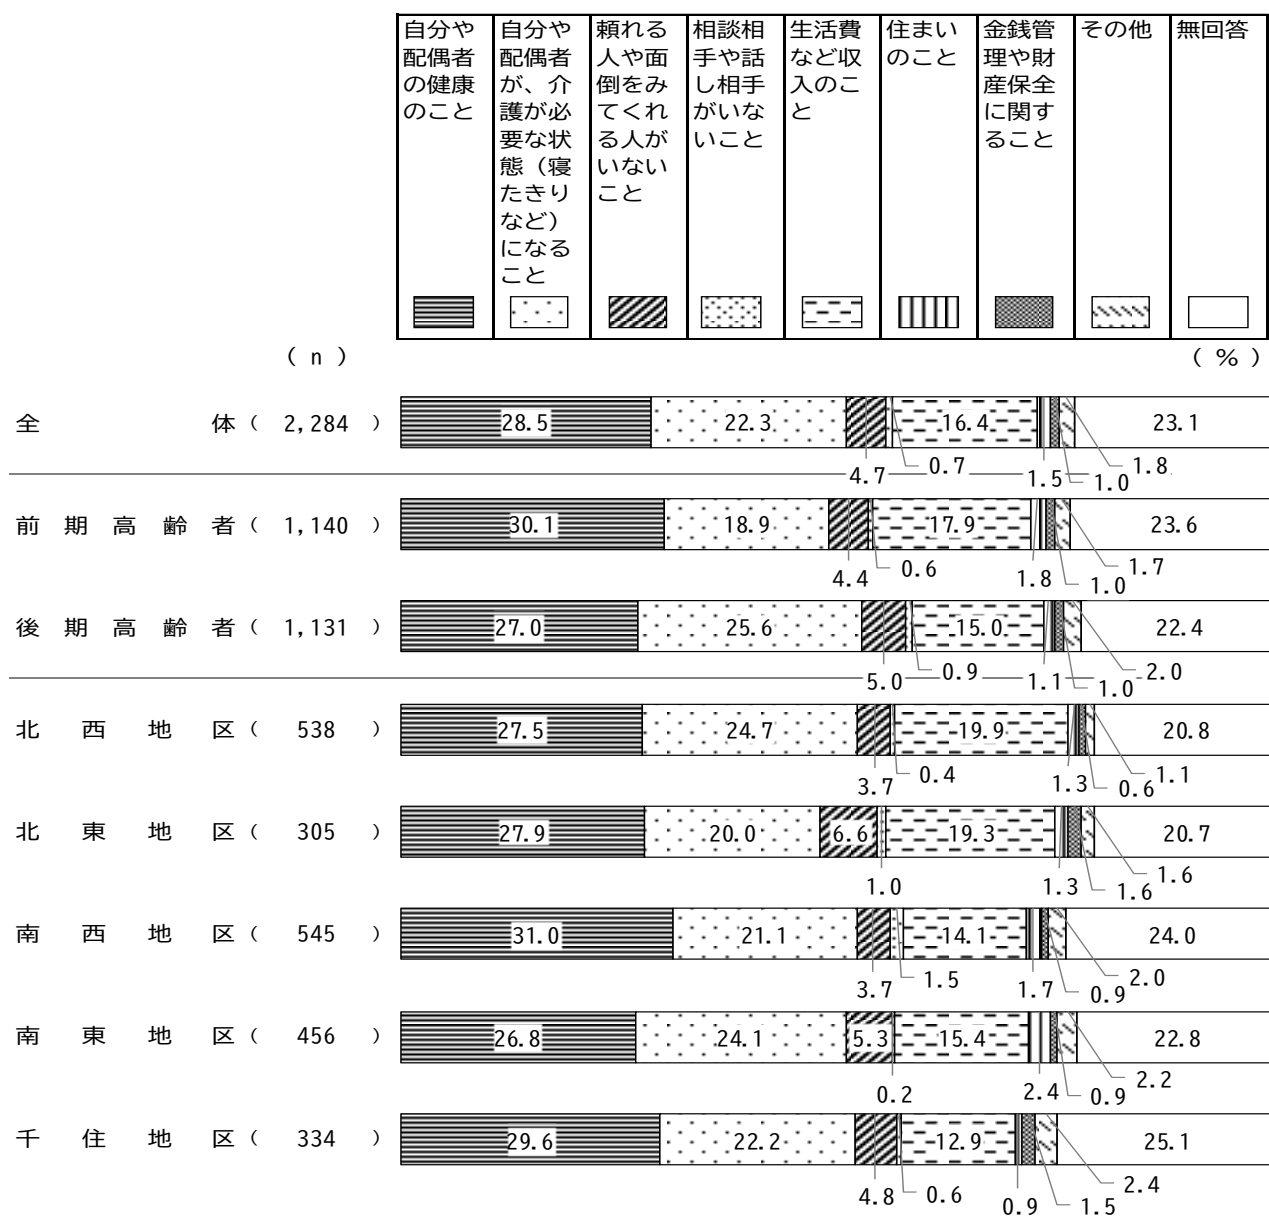 自分や
配偶者
の健康
のこと
自分や
配偶者
が、介
護が必
要な状
態（寝
たきり
など）
になる
こと
頼れる
人や面
倒をみ
てくれ
る人が
いない
こと
相談相
手や話
し相手
がいな
いこと
生活費
など収
入のこ
と
住まい
のこと
金銭管
理や財
産保全
に関す
ること
その他
無回答
（ n ）
（ % ）
全体（ 2,284 ） 28.5 22.3 16.4 23.1
4.7 0.7 1.5 1.0 1.8
前期高齢者（ 1,140 ） 30.1 18.9 17.9 23.6
4.4 0.6 1.8 1.0 1.7
後期高齢者（ 1,131 ） 27.0 25.6 15.0 22.4
5.0 0.9 1.1 1.0 2.0
北西地区（ 538 ） 27.5 24.7 19.9 20.8
3.7 0.4 1.3 0.6 1.1
北東地区（ 305 ） 27.9 20.0 6.6 19.3 20.7
1.0 1.3 1.6 1.6
南西地区（ 545 ） 31.0 21.1 14.1 24.0
3.7 1.5 1.7 0.9 2.0
南東地区（ 456 ） 26.8 24.1 5.3 15.4 22.8
0.2 2.4 0.9 2.2
千住地区（ 334 ） 29.6 22.2 12.9 25.1
4.8 0.6 0.9 1.5 2.4